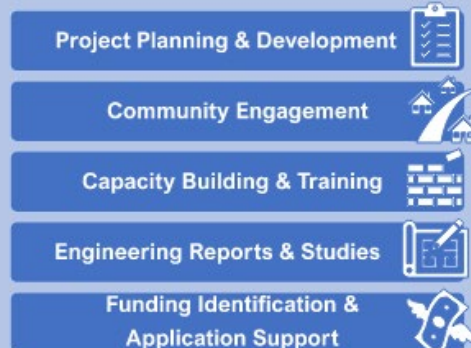 Project Planning & Development
Community Engagement
Capacity Building & Training
Engineering Reports & Studies
Funding Identification &
Application Support